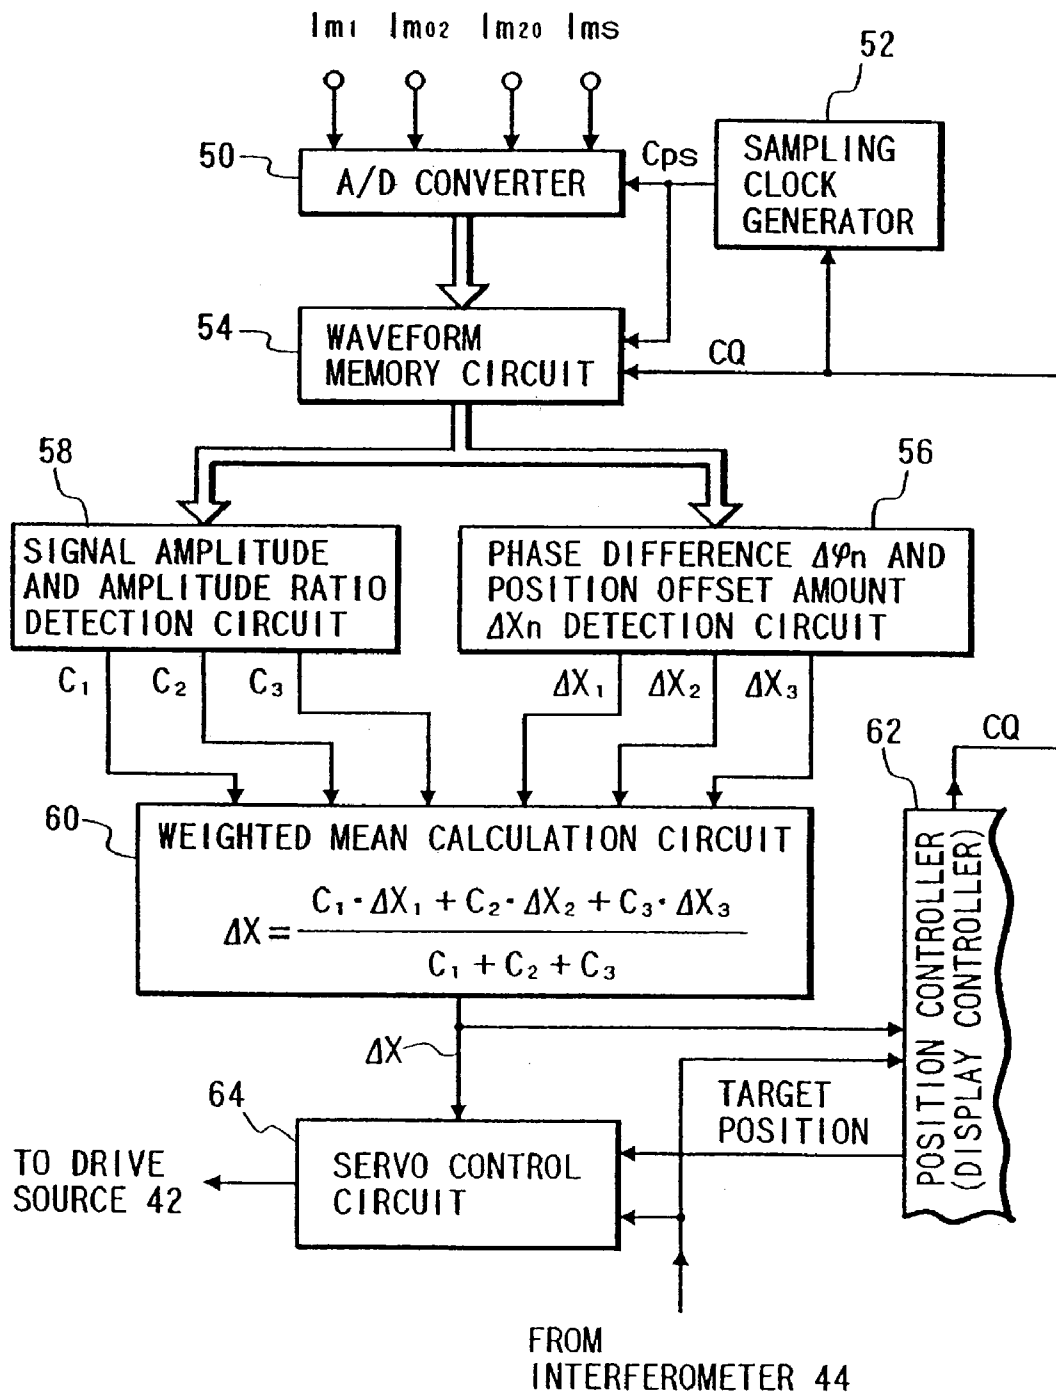 Im1 Im02 Im20 Ims
52
50
A/D CONVERTER
Cps
SAMPLING
CLOCK
GENERATOR
54
WAVEFORM
MEMORY CIRCUIT
CQ
58
56
SIGNAL AMPLITUDE
AND AMPLITUDE RATIO
DETECTION CIRCUIT
PHASE DIFFERENCE Δφn AND
POSITION OFFSET AMOUNT
ΔXn DETECTION CIRCUIT
C₁ C₂ C₃
ΔX₁ ΔX₂ ΔX₃
62
CQ
60
WEIGHTED MEAN CALCULATION CIRCUIT
ΔX = (C₁・ΔX₁ + C₂・ΔX₂ + C₃・ΔX₃) / (C₁ + C₂ + C₃)
POSITION CONTROLLER
(DISPLAY CONTROLLER)
ΔX
64
TARGET
POSITION
TO DRIVE
SOURCE 42
SERVO CONTROL
CIRCUIT
FROM
INTERFEROMETER 44